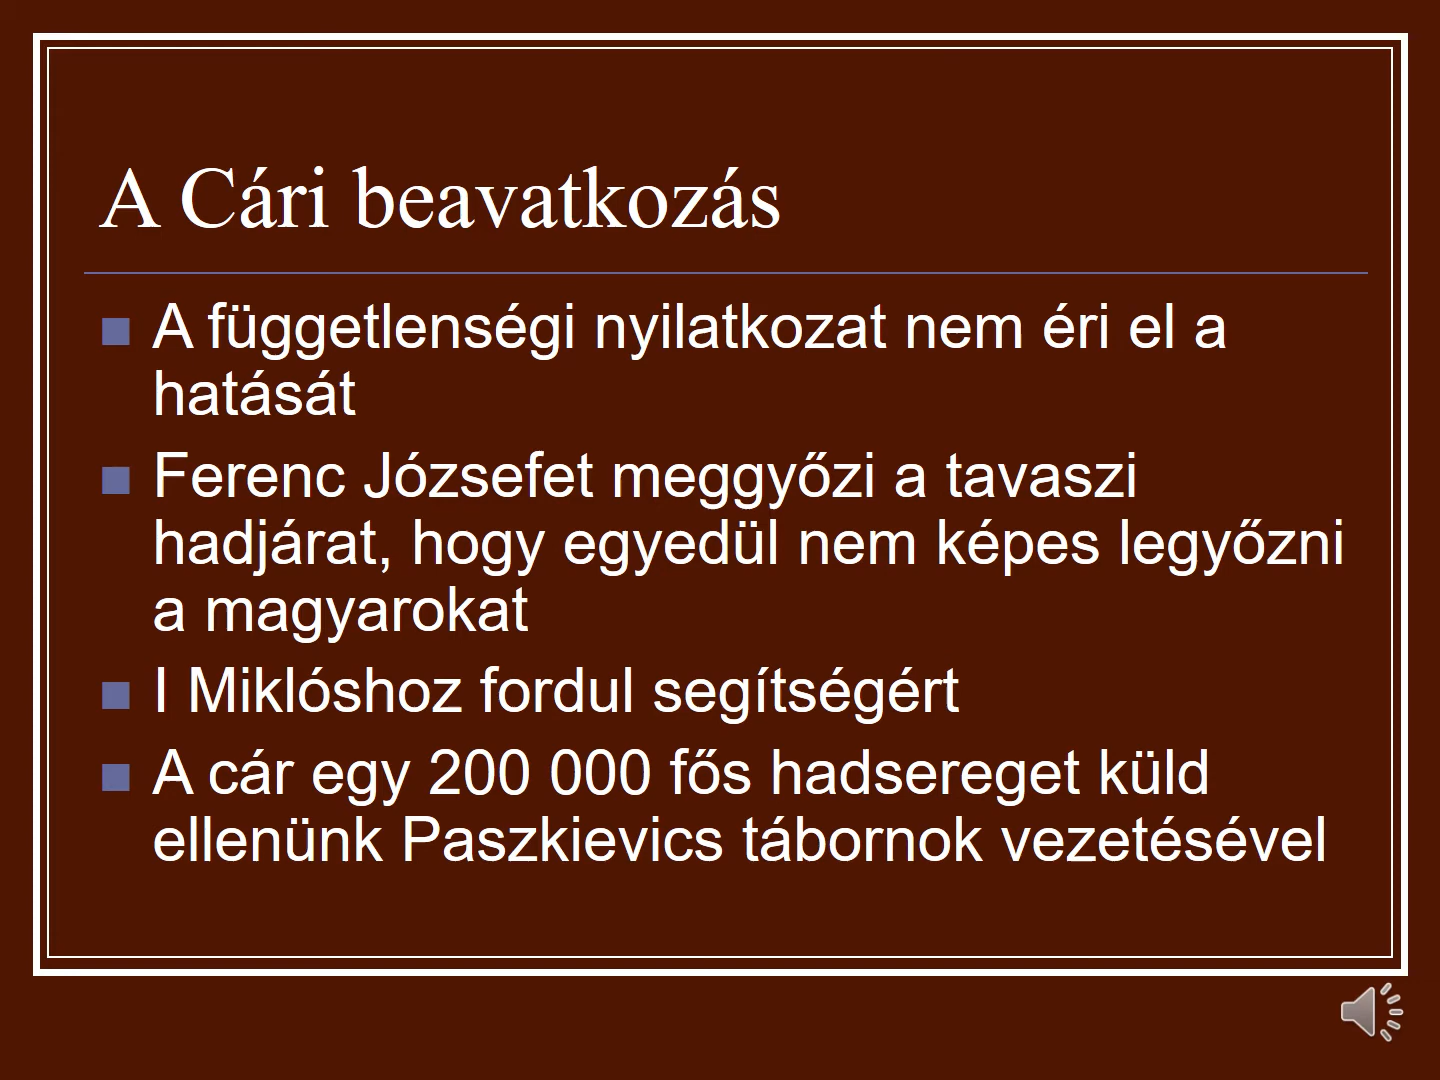 A Cári beavatkozás
A függetlenségi nyilatkozat nem éri el a
hatását
Ferenc Józsefet meggyőzi a tavaszi
hadjárat, hogy egyedül nem képes legyőzni
a magyarokat
I Miklóshoz fordul segítségért
A cár egy 200 000 fős hadsereget küld
ellenünk Paszkievics tábornok vezetésével